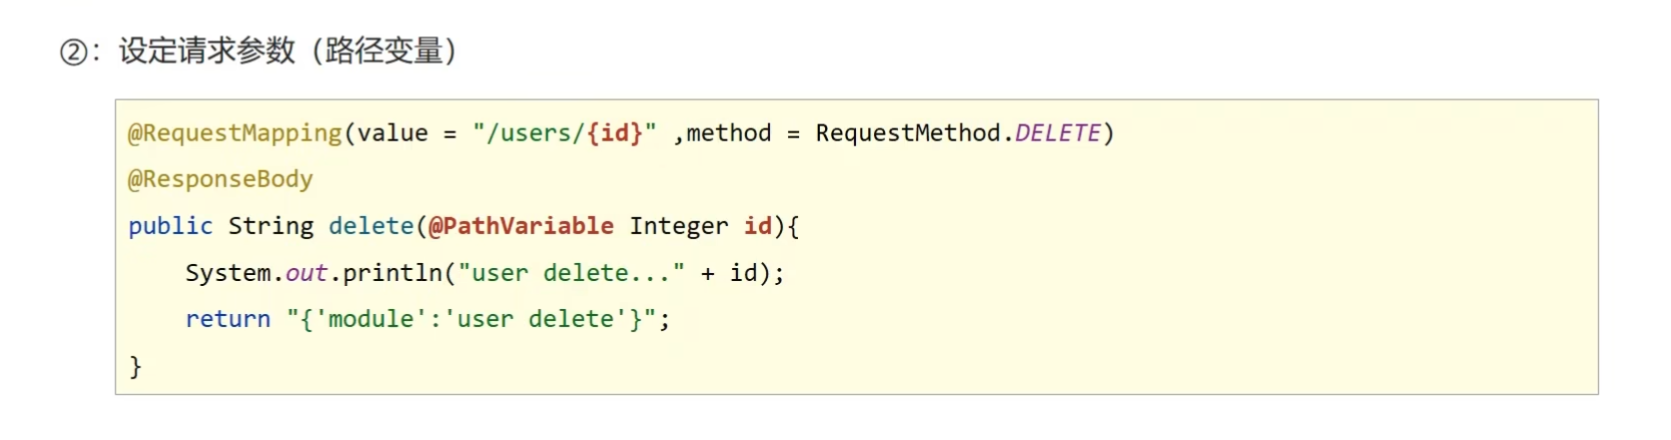 ②：设定请求参数（路径变量）
@RequestMapping(value = "/users/{id}" ,method = RequestMethod.DELETE)
@ResponseBody
public String delete(@PathVariable Integer id){
    System.out.println("user delete..." + id);
    return "{'module':'user delete'}";
}